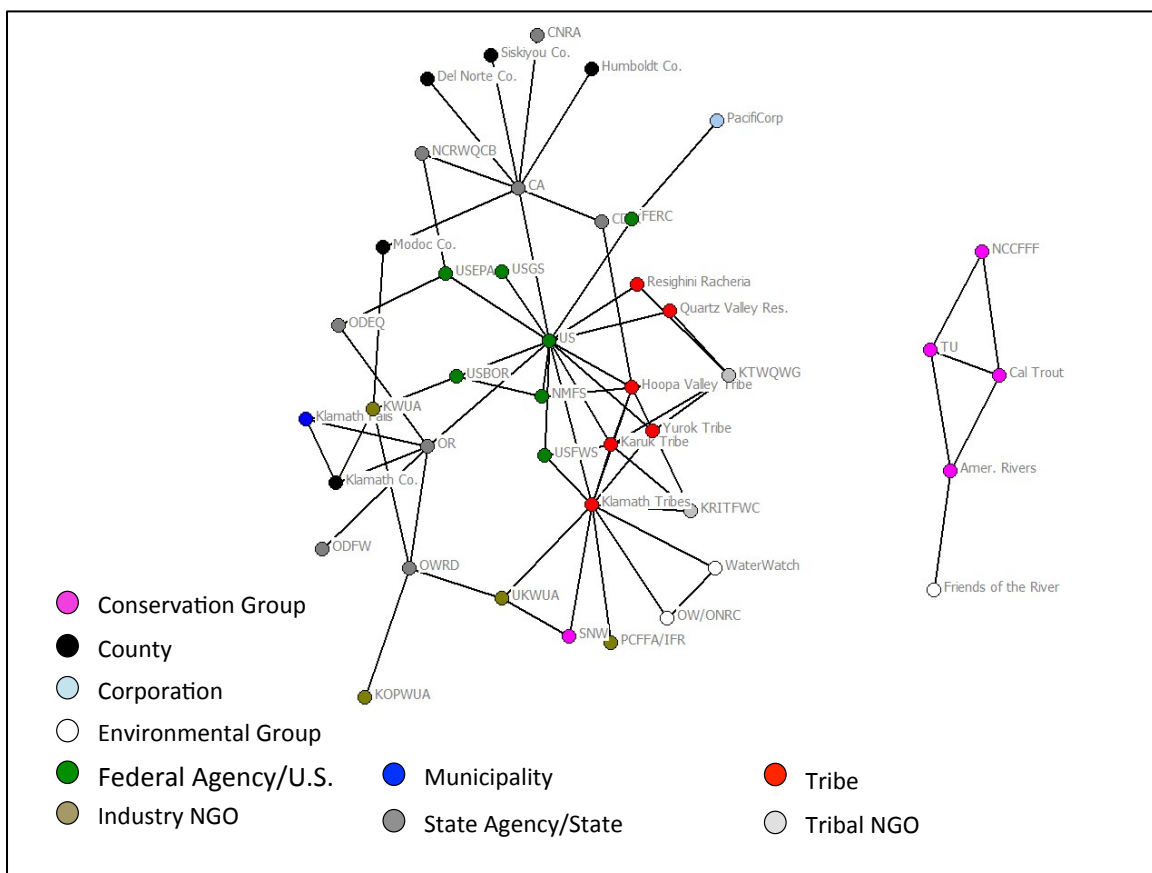 CNRA
Siskiyou Co.
Humboldt Co.
Del Norte Co.
PacifiCorp
NCRWQCB
CA
FERC
Modoc Co.
NCCFFF
USEPA
USGS
Resighini Racheria
Quartz Valley Res.
ODEQ
US
TU
USBOR
KTWQWG
Cal Trout
Hoopa Valley Tribe
NMFS
KWUA
Klamath Falls
Yurok Tribe
OR
Karuk Tribe
USFWS
Amer. Rivers
Klamath Co.
Klamath Tribes
KRITFWC
ODFW
OWRD
WaterWatch
Friends of the River
UKWUA
OW/ONRC
SNW
PCFFA/IFR
KOPWUA
Conservation Group
County
Corporation
Environmental Group
Federal Agency/U.S.
Municipality
Tribe
Industry NGO
State Agency/State
Tribal NGO